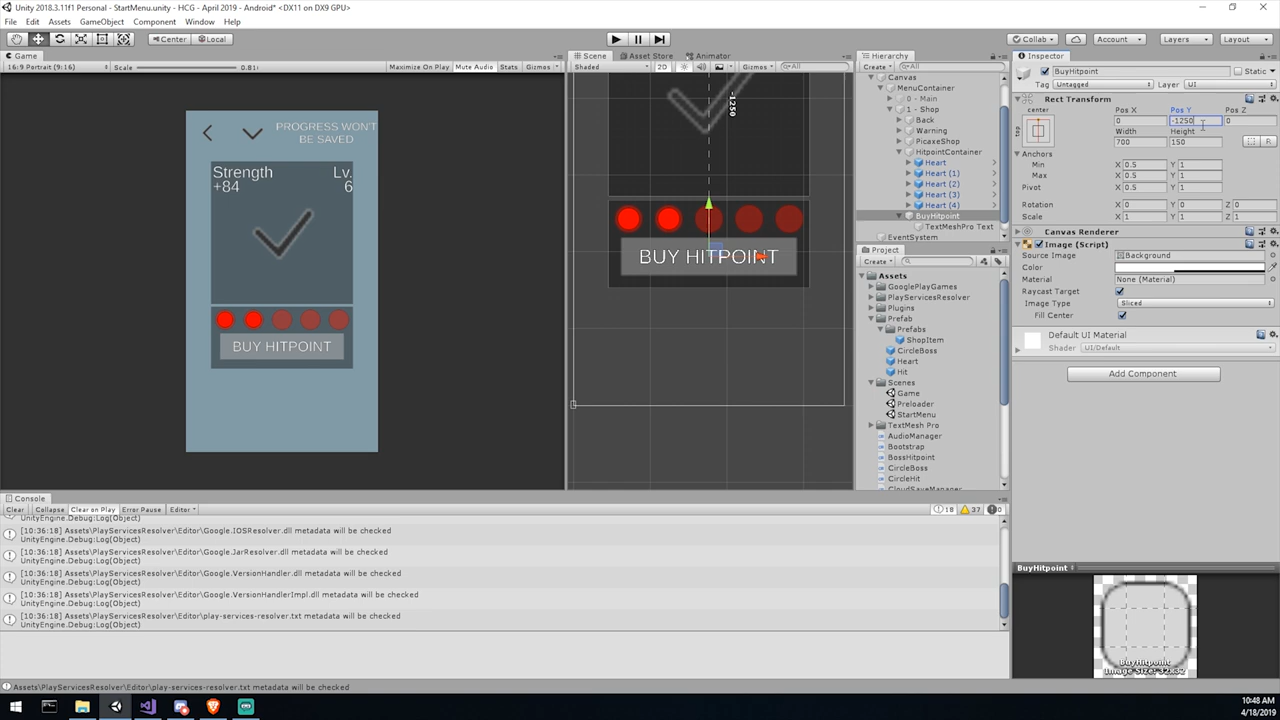 Unity 2018.3.11f1 Personal - StartMenu.unity - HCG - April 2019 - Android* <DX11 on DX9 GPU>
File Edit Assets GameObject Component Window Help
Center Local
Collab Account Layers Layout
Game
16:9 Portrait (9:16) Scale 0.81: Maximize On Play Mute Audio Stats Gizmos
PROGRESS WON'T
BE SAVED
Strength Lv.
+84 6
BUY HITPOINT
Scene Asset Store Animator
Shaded 2D Gizmos All
-1250
BUY HITPOINT
Hierarchy
Create All
Canvas
MenuContainer
0 - Main
1 - Shop
Back
Warning
PicaxeShop
HitpointContainer
Heart
Heart (1)
Heart (2)
Heart (3)
Heart (4)
BuyHitpoint
TextMeshPro Text
EventSystem
Project
Create
Assets
GooglePlayGames
PlayServicesResolver
Plugins
Prefab
Prefabs
ShopItem
CircleBoss
Heart
Hit
Scenes
Game
Preloader
StartMenu
TextMesh Pro
AudioManager
Bootstrap
BossHitpoint
CircleBoss
CircleHit
CloudSaveManager
Inspector
BuyHitpoint Static
Tag Untagged Layer UI
Rect Transform
center Pos X Pos Y Pos Z
top 0 -1250 0
Width Height
700 150 R
Anchors
Min X 0.5 Y 1
Max X 0.5 Y 1
Pivot X 0.5 Y 1
Rotation X 0 Y 0 Z 0
Scale X 1 Y 1 Z 1
Canvas Renderer
Image (Script)
Source Image Background
Color
Material None (Material)
Raycast Target
Image Type Sliced
Fill Center
Default UI Material
Shader UI/Default
Add Component
BuyHitpoint
BuyHitpoint
Image Size: 32x32
Console
Clear Collapse Clear on Play Error Pause Editor 18 37 0
UnityEngine.Debug:Log(Object)
[10:36:18] Assets\PlayServicesResolver\Editor\Google.IOSResolver.dll metadata will be checked
UnityEngine.Debug:Log(Object)
[10:36:18] Assets\PlayServicesResolver\Editor\Google.JarResolver.dll metadata will be checked
UnityEngine.Debug:Log(Object)
[10:36:18] Assets\PlayServicesResolver\Editor\Google.VersionHandler.dll metadata will be checked
UnityEngine.Debug:Log(Object)
[10:36:18] Assets\PlayServicesResolver\Editor\Google.VersionHandlerImpl.dll metadata will be checked
UnityEngine.Debug:Log(Object)
[10:36:18] Assets\PlayServicesResolver\Editor\play-services-resolver.txt metadata will be checked
UnityEngine.Debug:Log(Object)
Assets\PlayServicesResolver\Editor\play-services-resolver.txt metadata will be checked
10:48 AM
4/18/2019